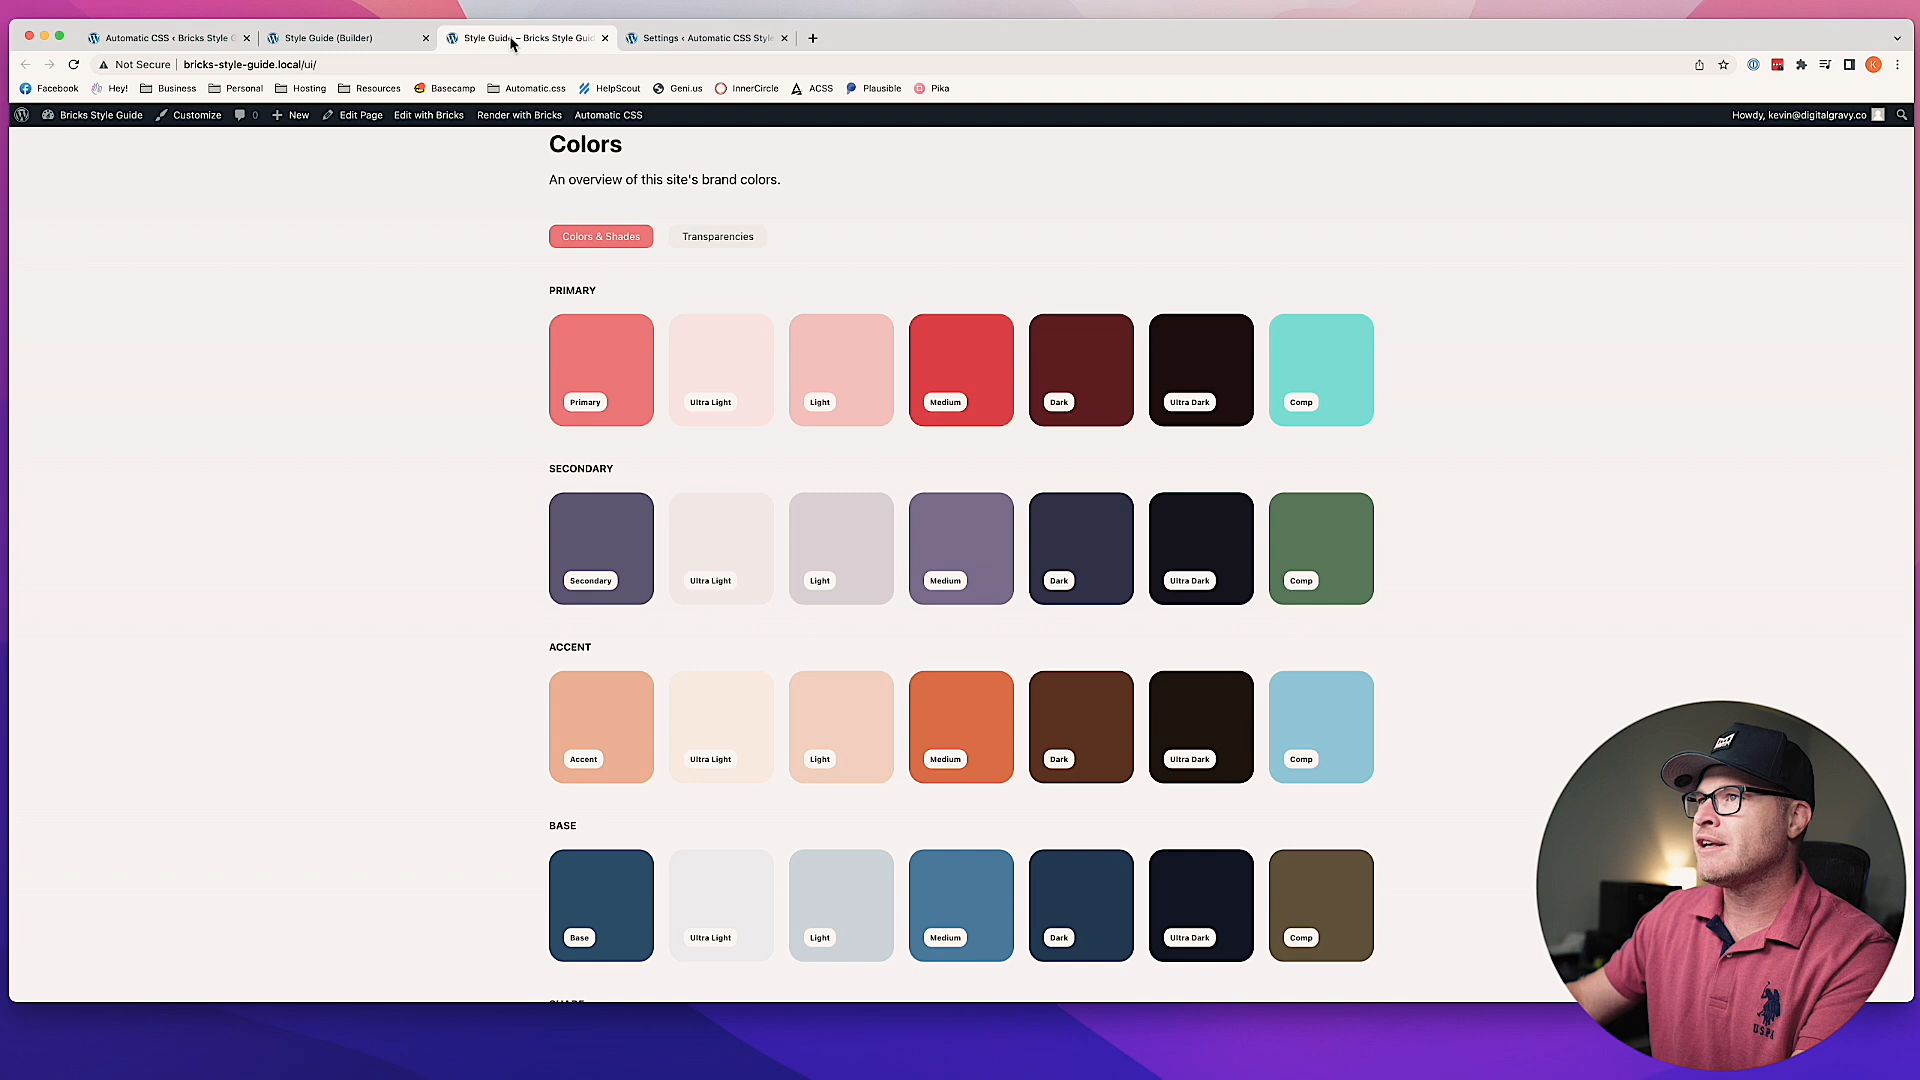 Automatic CSS ‹ Bricks Style G
Style Guide (Builder)
Style Guide – Bricks Style Guid
Settings ‹ Automatic CSS Style
Not Secure
bricks-style-guide.local/ui/
K
Facebook
Hey!
Business
Personal
Hosting
Resources
Basecamp
Automatic.css
HelpScout
Geni.us
InnerCircle
ACSS
Plausible
Pika
Bricks Style Guide
Customize
0
New
Edit Page
Edit with Bricks
Render with Bricks
Automatic CSS
Howdy, kevin@digitalgravy.co
Colors
An overview of this site's brand colors.
Colors & Shades
Transparencies
PRIMARY
Primary
Ultra Light
Light
Medium
Dark
Ultra Dark
Comp
SECONDARY
Secondary
Ultra Light
Light
Medium
Dark
Ultra Dark
Comp
ACCENT
Accent
Ultra Light
Light
Medium
Dark
Ultra Dark
Comp
BASE
Base
Ultra Light
Light
Medium
Dark
Ultra Dark
Comp
USPA